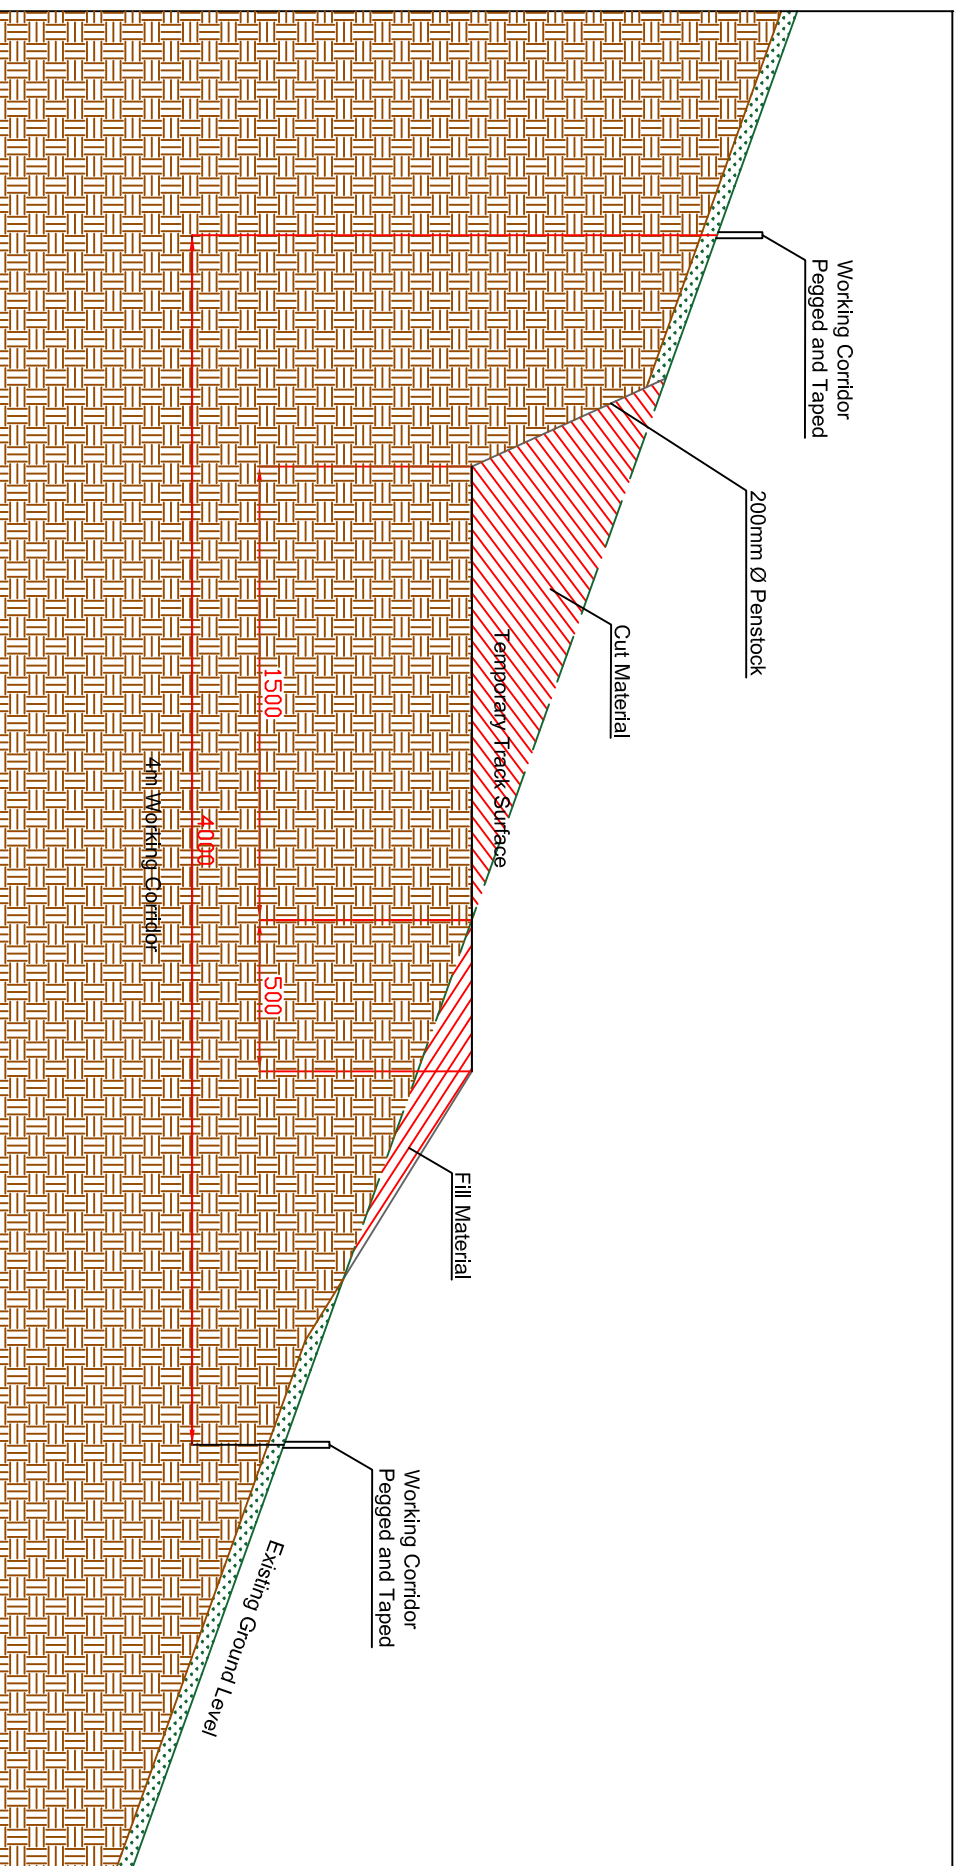 Working Corridor
Pegged and Taped
200mm Ø Penstock
Cut Material
Temporary Track Surface
1500
500
4000
4m Working Corridor
Fill Material
Working Corridor
Pegged and Taped
Existing Ground Level